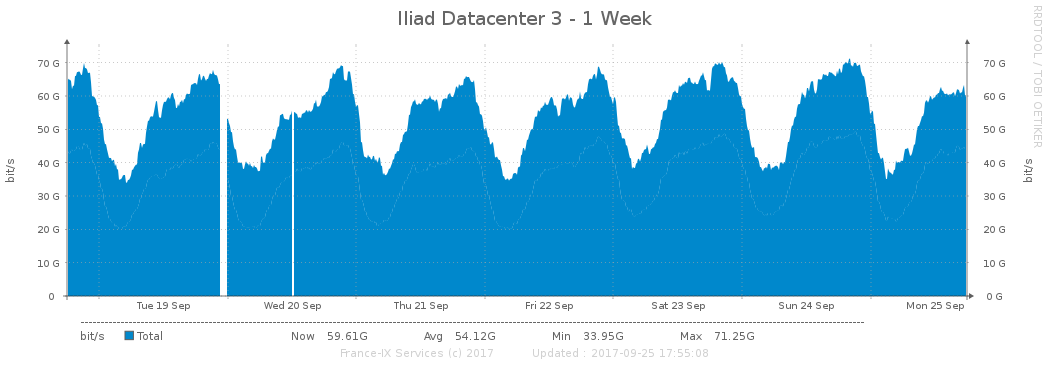 Iliad Datacenter 3 - 1 Week
RRDTOOL / TOBI OETIKER
bit/s
bit/s
70 G 70 G
60 G 60 G
50 G 50 G
40 G 40 G
30 G 30 G
20 G 20 G
10 G 10 G
0 0 G
Tue 19 Sep Wed 20 Sep Thu 21 Sep Fri 22 Sep Sat 23 Sep Sun 24 Sep Mon 25 Sep
bit/s Total Now 59.61G Avg 54.12G Min 33.95G Max 71.25G
France-IX Services (c) 2017 Updated : 2017-09-25 17:55:08